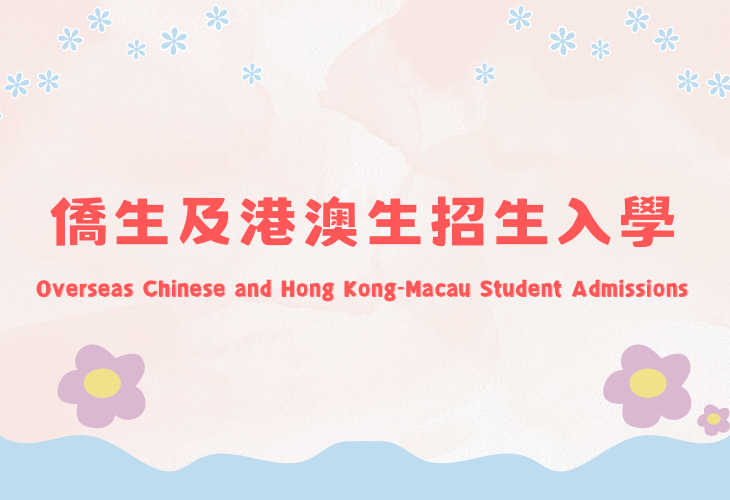 僑生及港澳生招生入學
Overseas Chinese and Hong Kong-Macau Student Admissions